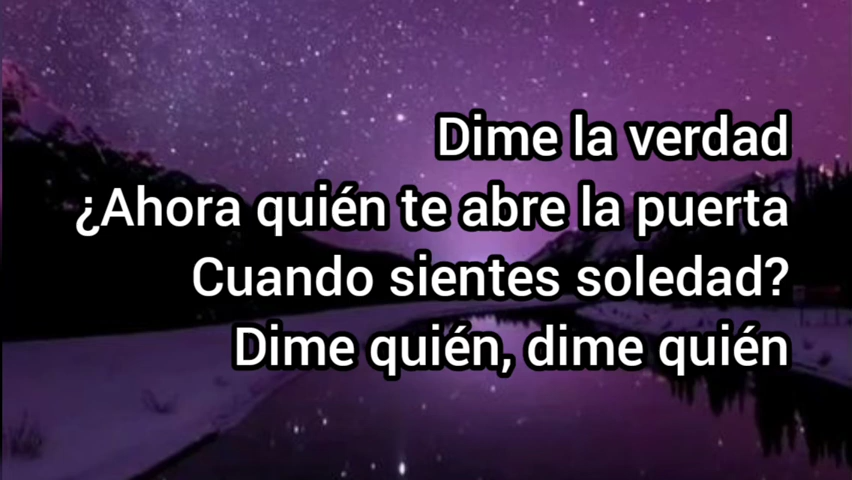 Dime la verdad
¿Ahora quién te abre la puerta
Cuando sientes soledad?
Dime quién, dime quién